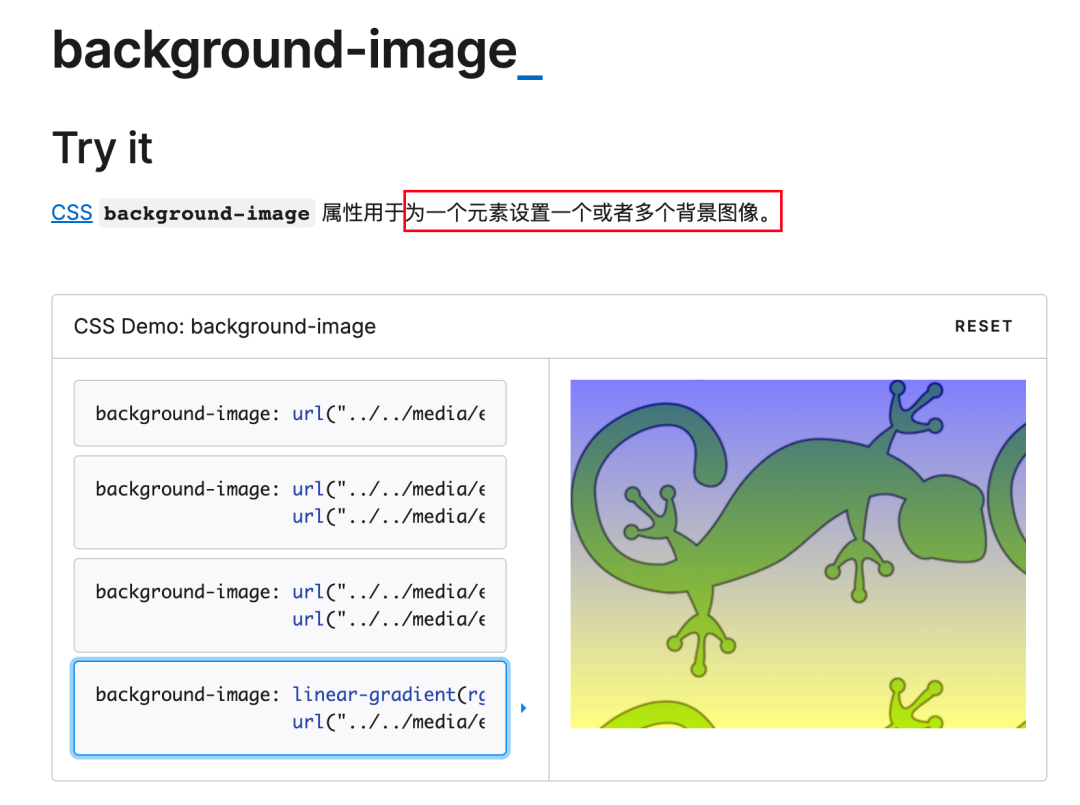 background-image_
Try it
CSS background-image 属性用于为一个元素设置一个或者多个背景图像。
CSS Demo: background-image
RESET
background-image: url("../../media/e
background-image: url("../../media/e
url("../../media/e
background-image: url("../../media/e
url("../../media/e
background-image: linear-gradient(rg
url("../../media/e